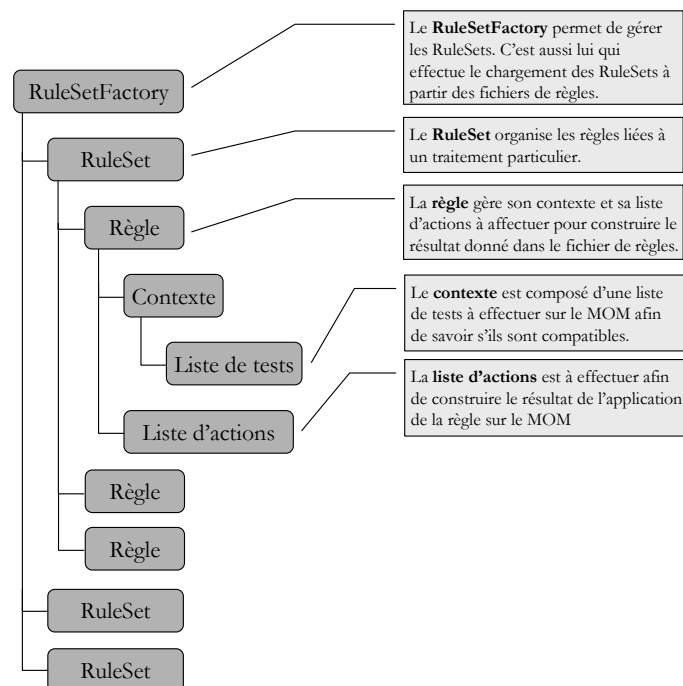 Le RuleSetFactory permet de gérer
les RuleSets. C'est aussi lui qui
effectue le chargement des RuleSets à
partir des fichiers de règles.
RuleSetFactory
Le RuleSet organise les règles liées à
un traitement particulier.
RuleSet
La règle gère son contexte et sa liste
d'actions à affectuer pour construire le
résultat donné dans le fichier de règles.
Règle
Contexte
Le contexte est composé d'une liste
de tests à effectuer sur le MOM afin
de savoir s'ils sont compatibles.
Liste de tests
La liste d'actions est à effectuer afin
de construire le résultat de l'application
de la règle sur le MOM
Liste d'actions
Règle
Règle
RuleSet
RuleSet